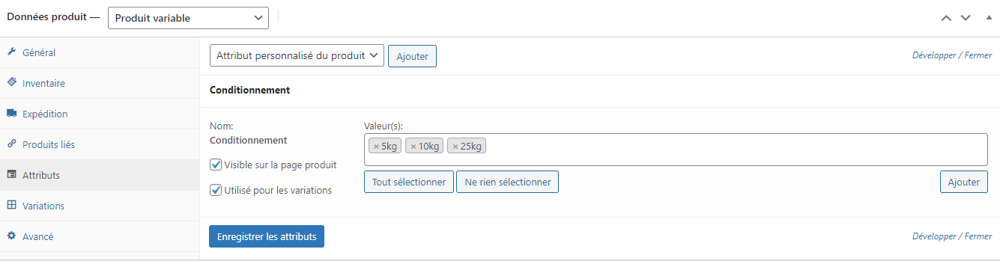 Données produit — Produit variable
Général
Inventaire
Expédition
Produits liés
Attributs
Variations
Avancé
Attribut personnalisé du produit Ajouter Développer / Fermer
Conditionnement
Nom: Valeur(s):
Conditionnement
× 5kg × 10kg × 25kg
Visible sur la page produit
Utilisé pour les variations
Tout sélectionner Ne rien sélectionner Ajouter
Enregistrer les attributs Développer / Fermer